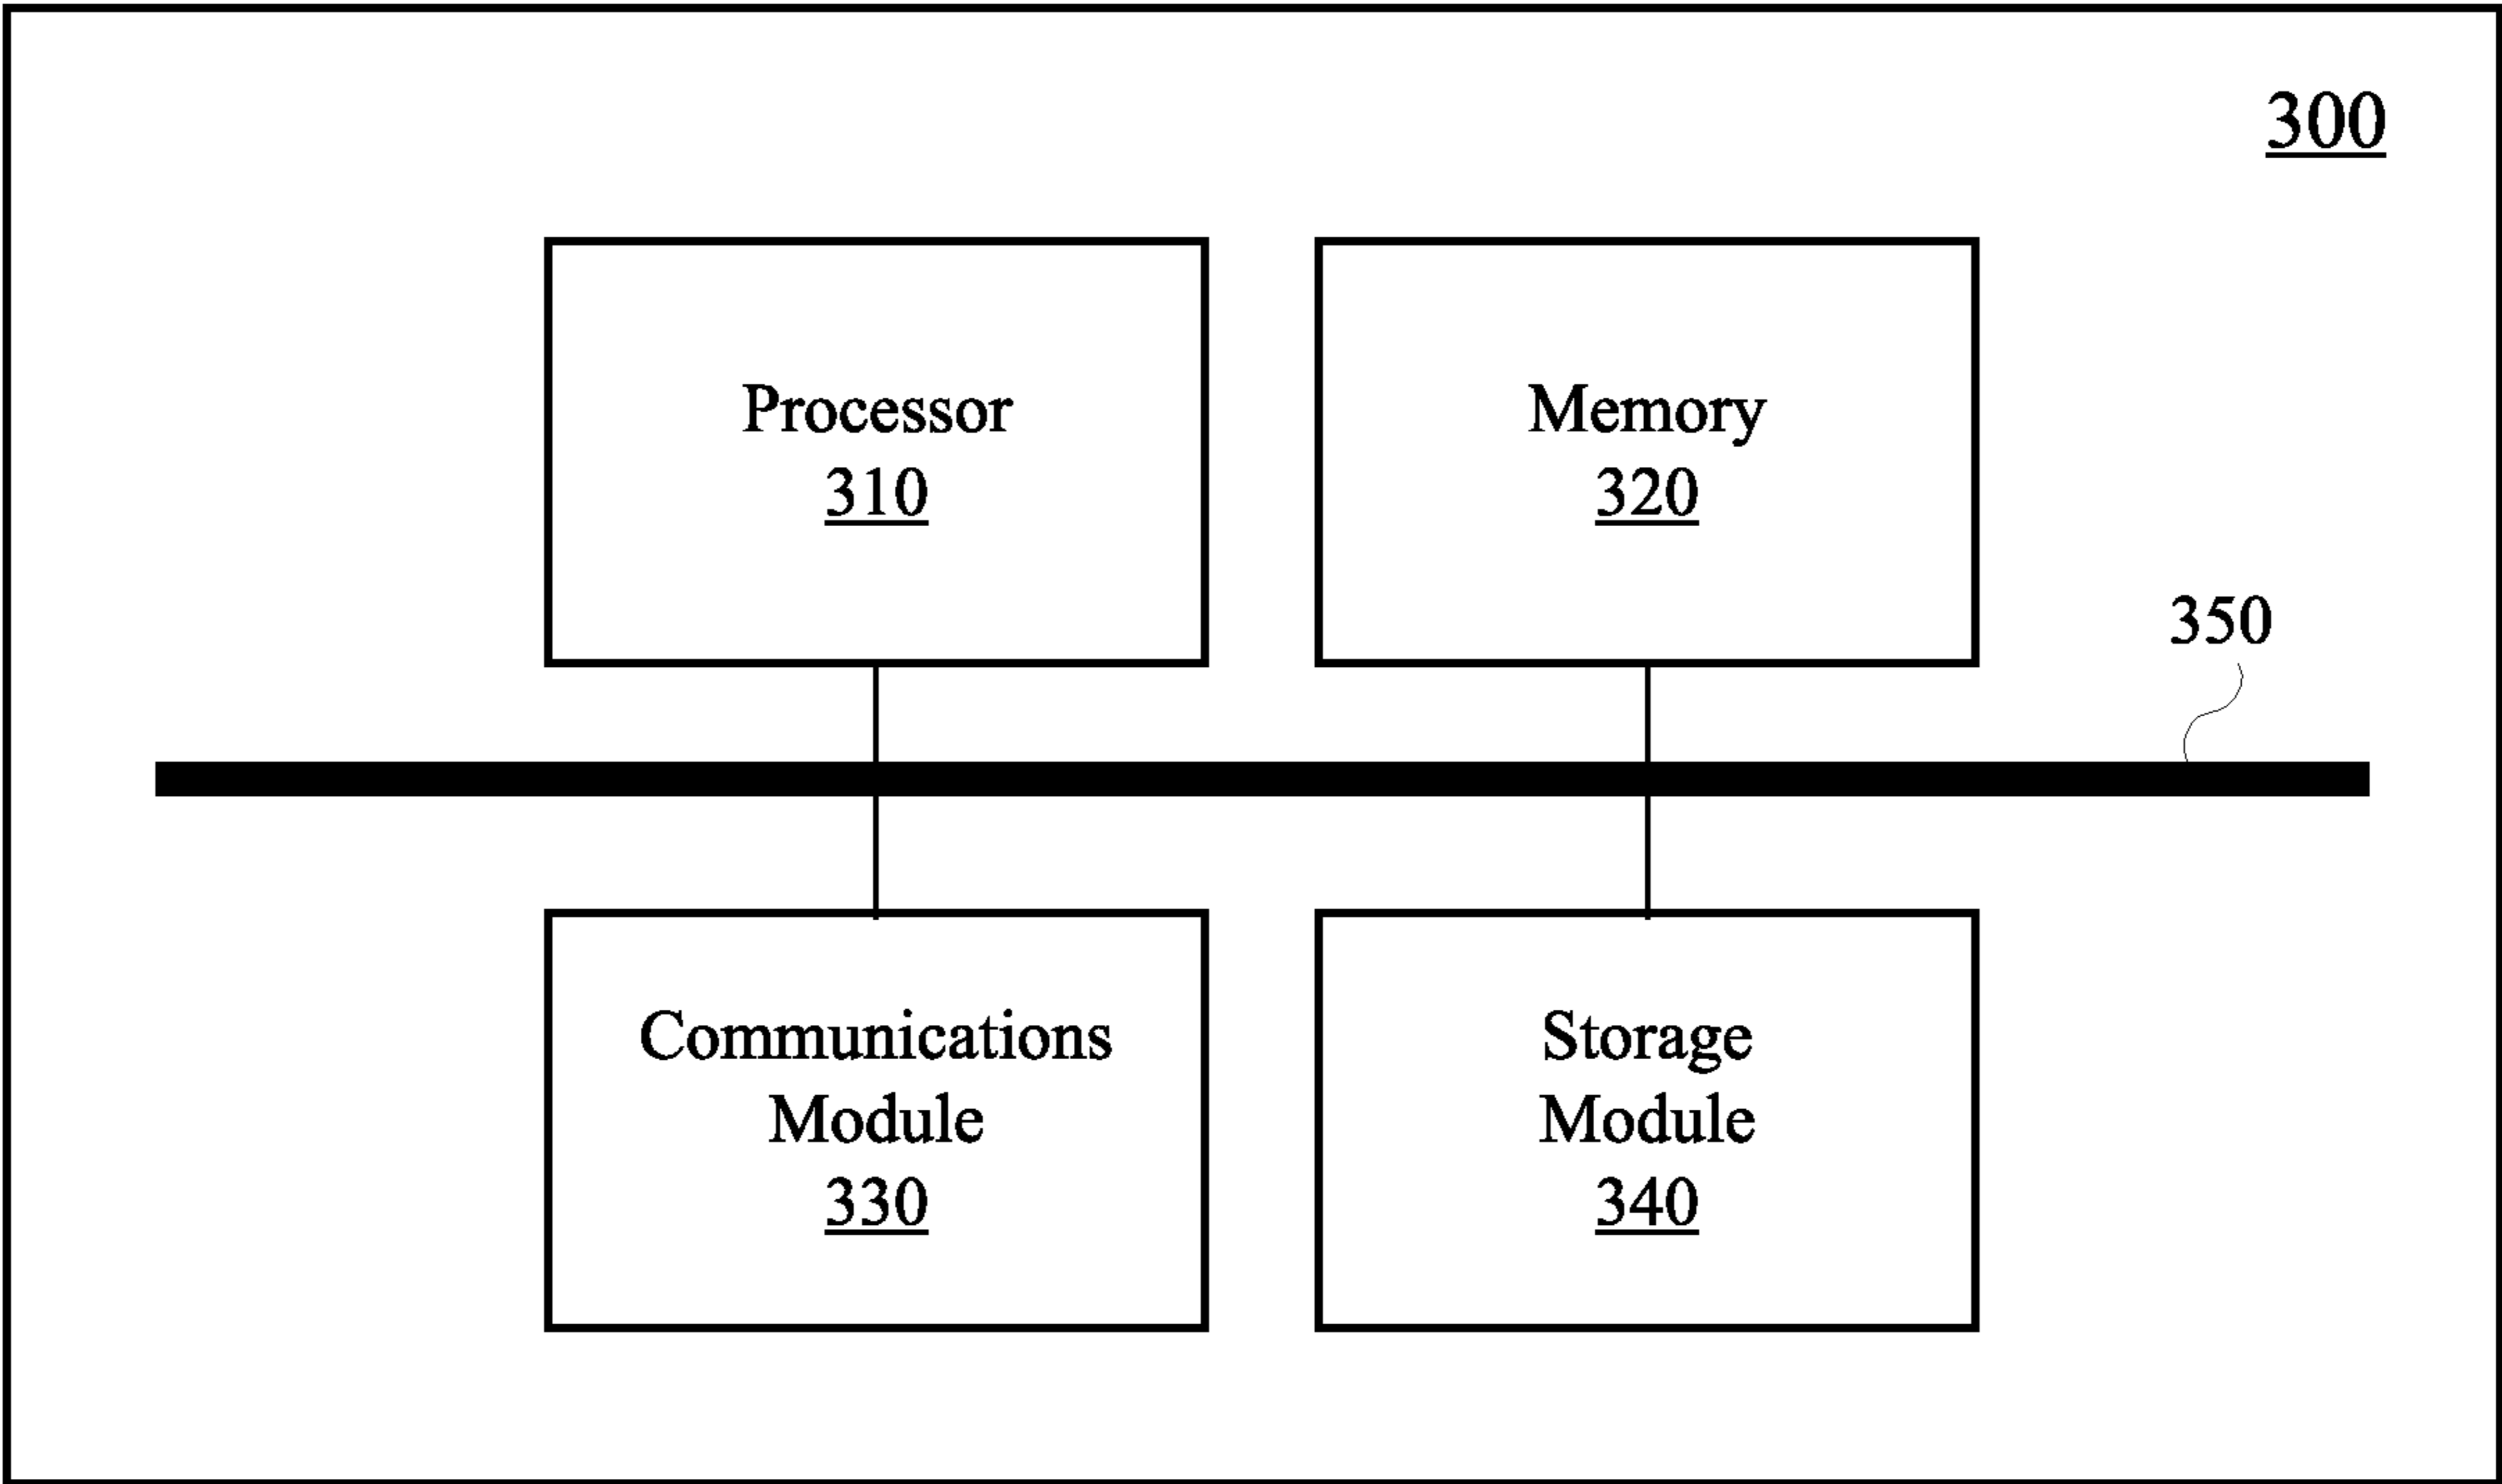 300
Processor
310
Memory
320
350
Communications
Module
330
Storage
Module
340